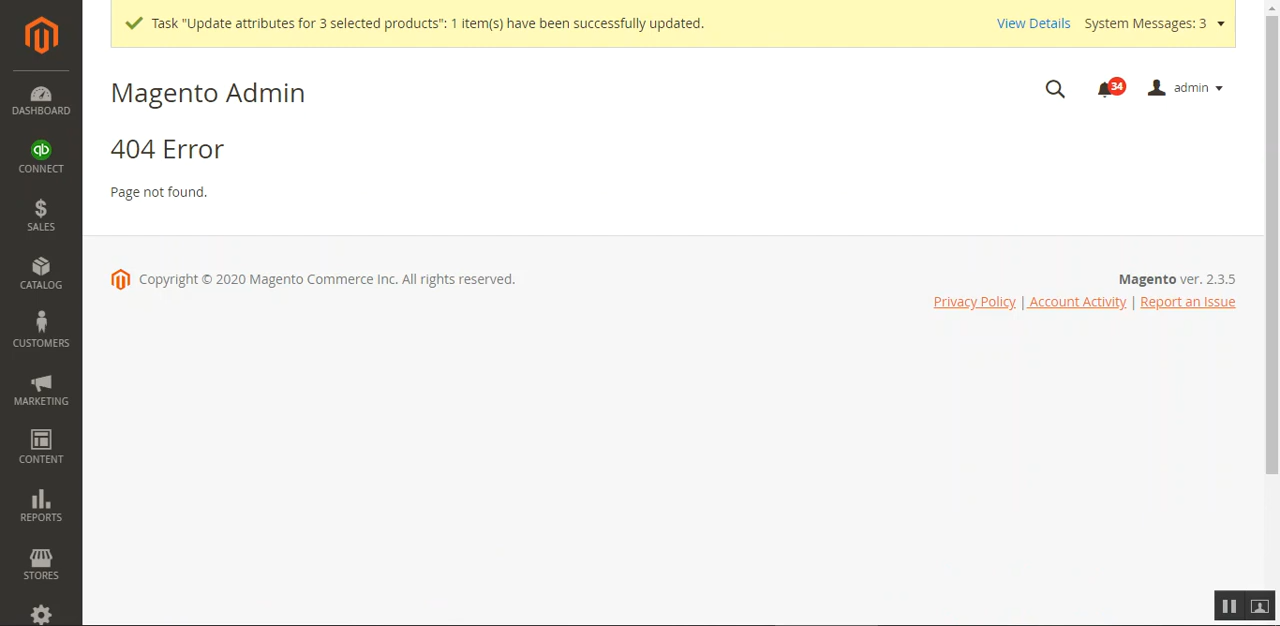 Task "Update attributes for 3 selected products": 1 item(s) have been successfully updated. View Details System Messages: 3
Magento Admin
34
admin
404 Error
Page not found.
DASHBOARD
qb
CONNECT
$
SALES
CATALOG
CUSTOMERS
MARKETING
CONTENT
REPORTS
STORES
Copyright © 2020 Magento Commerce Inc. All rights reserved.
Magento ver. 2.3.5
Privacy Policy | Account Activity | Report an Issue